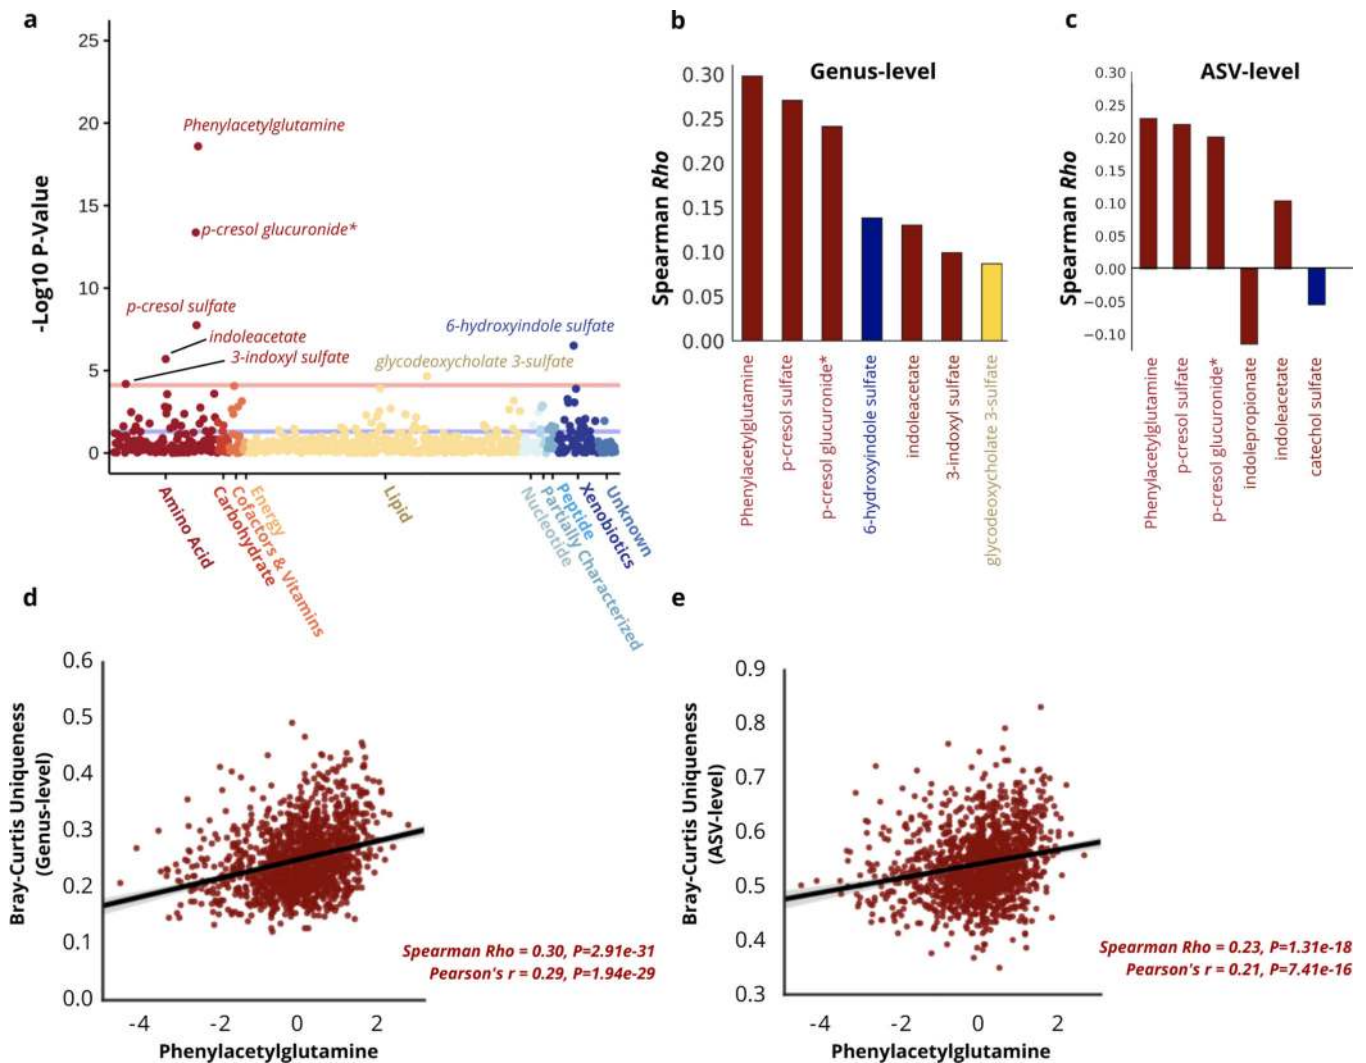 a
-Log10 P-Value
25
20
15
10
5
0
Phenylacetylglutamine
p-cresol glucuronide*
p-cresol sulfate
indoleacetate
3-indoxyl sulfate
6-hydroxyindole sulfate
glycodeoxycholate 3-sulfate
Amino Acid
Carbohydrate
Cofactors & Vitamins
Energy
Lipid
Nucleotide
Partially Characterized
Peptide
Xenobiotics
Unknown
b
Genus-level
Spearman Rho
0.30
0.25
0.20
0.15
0.10
0.05
0.00
Phenylacetylglutamine
p-cresol sulfate
p-cresol glucuronide*
6-hydroxyindole sulfate
indoleacetate
3-indoxyl sulfate
glycodeoxycholate 3-sulfate
c
ASV-level
Spearman Rho
0.30
0.25
0.20
0.15
0.10
0.05
0.00
−0.05
−0.10
Phenylacetylglutamine
p-cresol sulfate
p-cresol glucuronide*
indolepropionate
indoleacetate
catechol sulfate
d
Bray-Curtis Uniqueness
(Genus-level)
0.6
0.5
0.4
0.3
0.2
0.1
0.0
-4 -2 0 2
Phenylacetylglutamine
Spearman Rho = 0.30, P=2.91e-31
Pearson's r = 0.29, P=1.94e-29
e
Bray-Curtis Uniqueness
(ASV-level)
0.9
0.8
0.7
0.6
0.5
0.4
0.3
-4 -2 0 2
Phenylacetylglutamine
Spearman Rho = 0.23, P=1.31e-18
Pearson's r = 0.21, P=7.41e-16